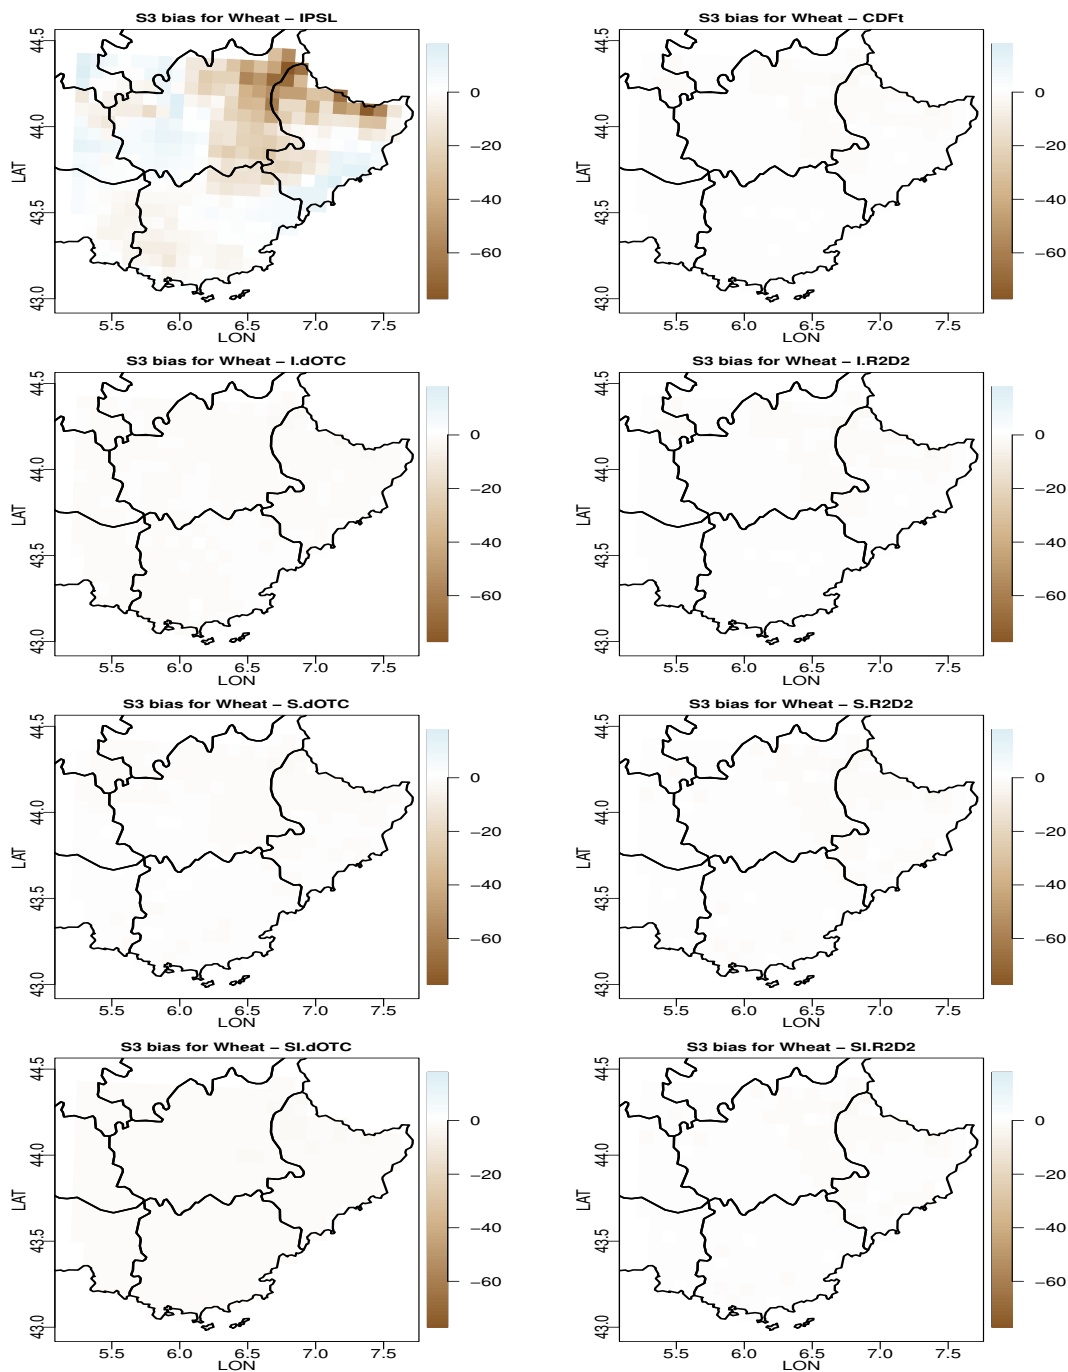 S3 bias for Wheat – IPSL
LAT
44.5
44.0
43.5
43.0
5.5 6.0 6.5 7.0 7.5
LON
0
−20
−40
−60
S3 bias for Wheat – CDFt
LAT
44.5
44.0
43.5
43.0
5.5 6.0 6.5 7.0 7.5
LON
0
−20
−40
−60
S3 bias for Wheat – I.dOTC
LAT
44.5
44.0
43.5
43.0
5.5 6.0 6.5 7.0 7.5
LON
0
−20
−40
−60
S3 bias for Wheat – I.R2D2
LAT
44.5
44.0
43.5
43.0
5.5 6.0 6.5 7.0 7.5
LON
0
−20
−40
−60
S3 bias for Wheat – S.dOTC
LAT
44.5
44.0
43.5
43.0
5.5 6.0 6.5 7.0 7.5
LON
0
−20
−40
−60
S3 bias for Wheat – S.R2D2
LAT
44.5
44.0
43.5
43.0
5.5 6.0 6.5 7.0 7.5
LON
0
−20
−40
−60
S3 bias for Wheat – SI.dOTC
LAT
44.5
44.0
43.5
43.0
5.5 6.0 6.5 7.0 7.5
LON
0
−20
−40
−60
S3 bias for Wheat – SI.R2D2
LAT
44.5
44.0
43.5
43.0
5.5 6.0 6.5 7.0 7.5
LON
0
−20
−40
−60